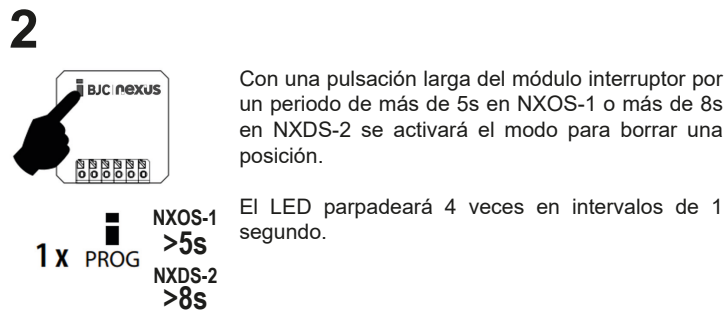 2
BJC nexus
Con una pulsación larga del módulo interruptor por
un periodo de más de 5s en NXOS-1 o más de 8s
en NXDS-2 se activará el modo para borrar una
posición.
El LED parpadeará 4 veces en intervalos de 1
segundo.
1 x PROG
NXOS-1
>5s
NXDS-2
>8s